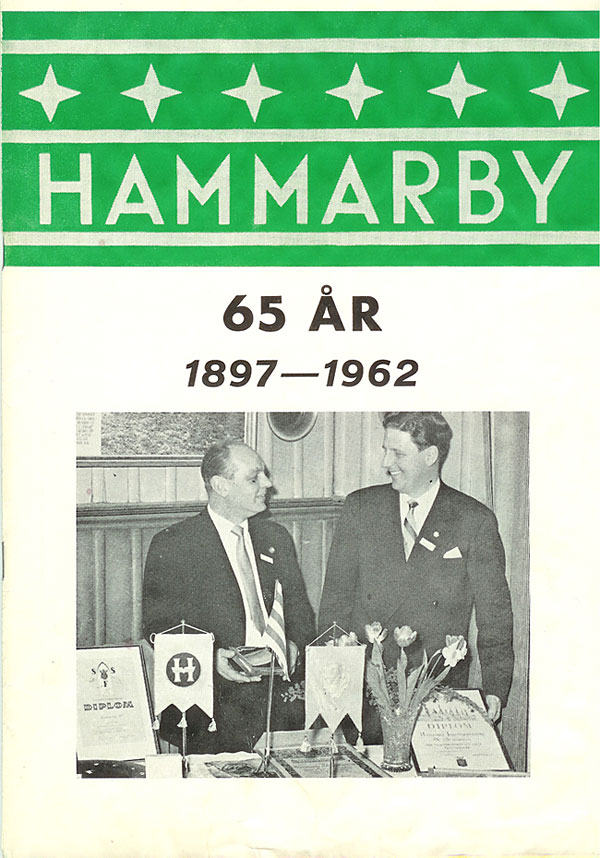 HAMMARBY
65 ÅR
1897—1962
H
S S
F
DIPLOM
DIPLOM